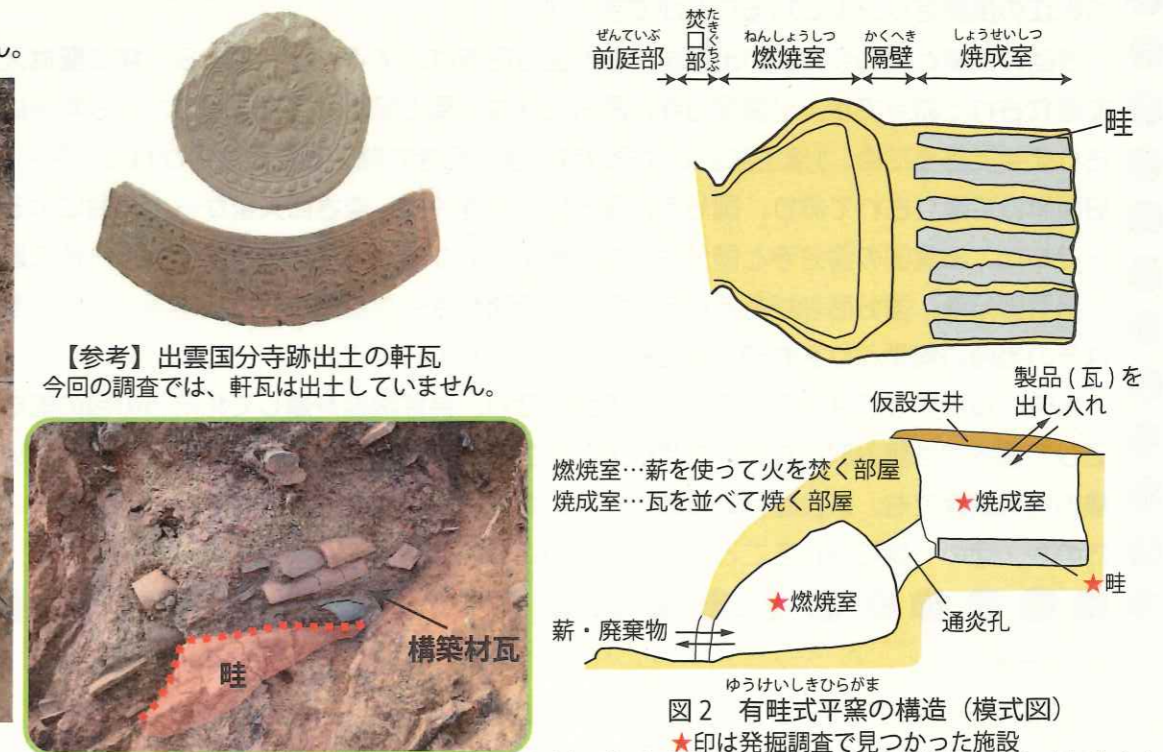 し。
【参考】出雲国分寺跡出土の軒瓦
今回の調査では、軒瓦は出土していません。
畦
構築材瓦
ぜんていぶ
前庭部
たきぐちぶ
焚口部
ねんしょうしつ
燃焼室
かくへき
隔壁
しょうせいしつ
焼成室
畦
製品(瓦)を
出し入れ
仮設天井
燃焼室…薪を使って火を焚く部屋
焼成室…瓦を並べて焼く部屋
★焼成室
★畦
★燃焼室
通炎孔
薪・廃棄物
ゆうけいしきひらがま
図2 有畦式平窯の構造(模式図)
★印は発掘調査で見つかった施設